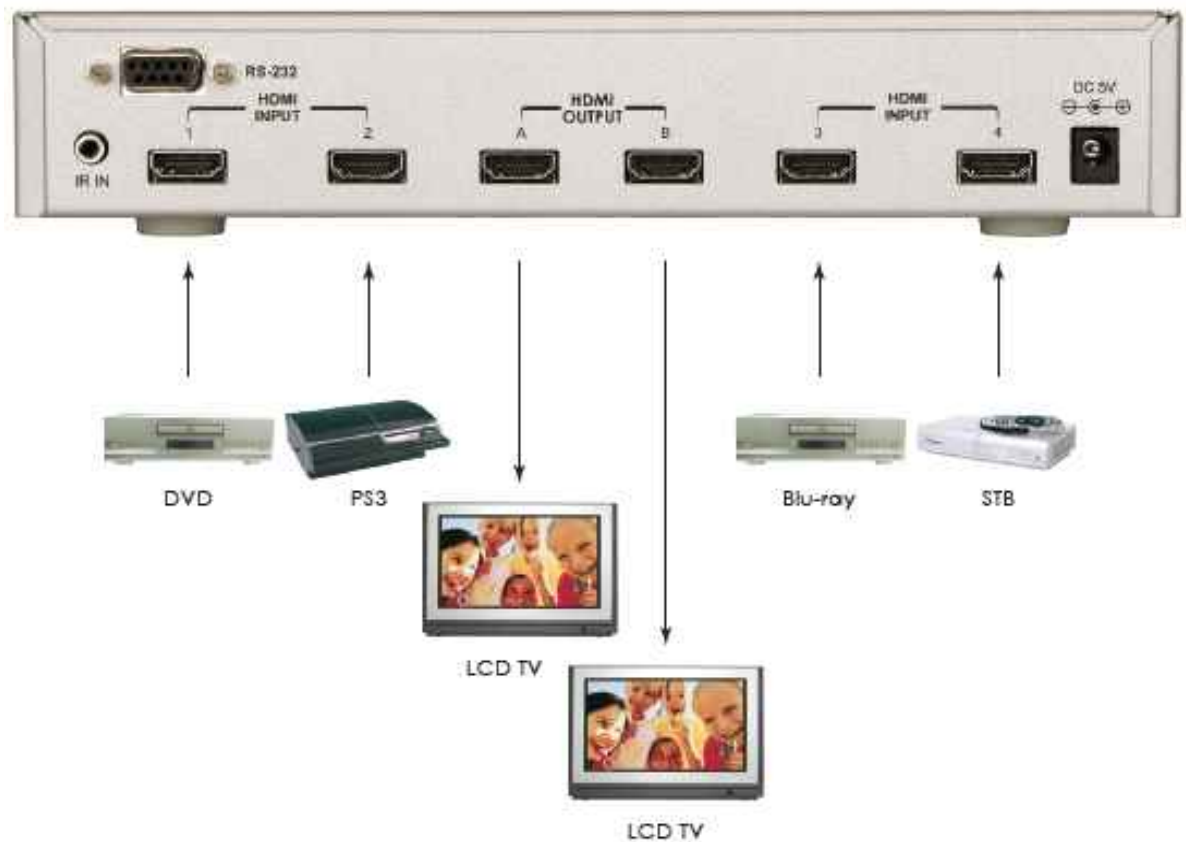 RS-232
HDMI INPUT
1 2
HDMI OUTPUT
A B
HDMI INPUT
3 4
DC 5V
IR IN
DVD
PS3
Blu-ray
STB
LCD TV
LCD TV